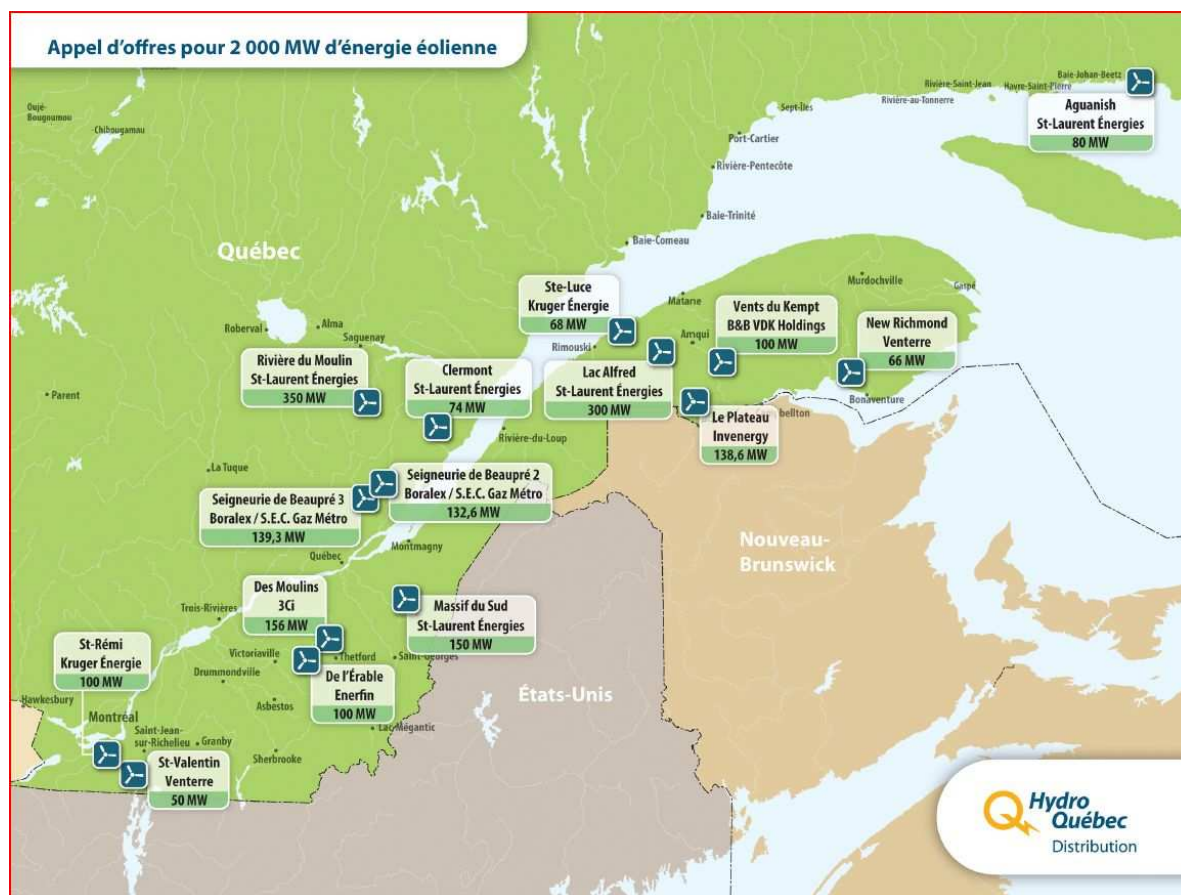 Appel d'offres pour 2 000 MW d'énergie éolienne
Oujé-
Bougoumou
Chibougamau
Baie-Johan-Beetz
Rivière-Saint-Jean
Havre-Saint-Pierre
Rivière-au-Tonnerre
Sept-Îles
Aguanish
St-Laurent Énergies
80 MW
Port-Cartier
Rivière-Pentecôte
Baie-Trinité
Baie-Comeau
Québec
Ste-Luce
Kruger Énergie
68 MW
Murdochville
Gaspé
Matane
Vents du Kempt
B&B VDK Holdings
100 MW
New Richmond
Venterre
66 MW
Roberval
Alma
Saguenay
Rimouski
Amqui
Rivière du Moulin
St-Laurent Énergies
350 MW
Clermont
St-Laurent Énergies
74 MW
Lac Alfred
St-Laurent Énergies
300 MW
Parent
Bonaventure
bellton
Le Plateau
Invenergy
138,6 MW
Rivière-du-Loup
La Tuque
Seigneurie de Beaupré 3
Boralex / S.E.C. Gaz Métro
139,3 MW
Seigneurie de Beaupré 2
Boralex / S.E.C. Gaz Métro
132,6 MW
Québec
Montmagny
Nouveau-
Brunswick
Des Moulins
3Ci
156 MW
Massif du Sud
St-Laurent Énergies
150 MW
Trois-Rivières
St-Rémi
Kruger Énergie
100 MW
Victoriaville
Thetford
Saint-Georges
Drummondville
De l'Érable
Enerfin
100 MW
États-Unis
Hawkesbury
Asbestos
Montréal
Lac-Mégantic
Saint-Jean-
sur-Richelieu
Granby
Sherbrooke
St-Valentin
Venterre
50 MW
Hydro
Québec
Distribution